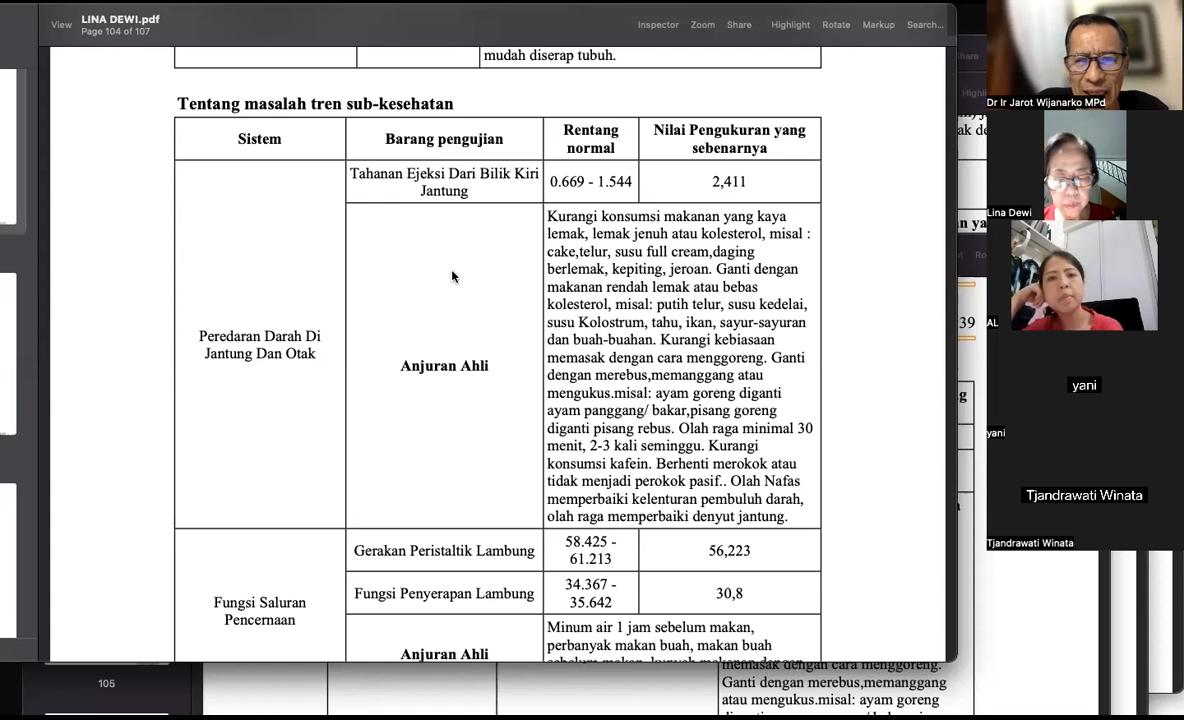 View
LINA DEWI.pdf
Page 104 of 107
Inspector
Zoom
Share
Highlight
Rotate
Markup
Search...
mudah diserap tubuh.
Tentang masalah tren sub-kesehatan
Sistem
Barang pengujian
Rentang
normal
Nilai Pengukuran yang
sebenarnya
Peredaran Darah Di
Jantung Dan Otak
Tahanan Ejeksi Dari Bilik Kiri
Jantung
0.669 - 1.544
2,411
Anjuran Ahli
Kurangi konsumsi makanan yang kaya
lemak, lemak jenuh atau kolesterol, misal :
cake,telur, susu full cream,daging
berlemak, kepiting, jeroan. Ganti dengan
makanan rendah lemak atau bebas
kolesterol, misal: putih telur, susu kedelai,
susu Kolostrum, tahu, ikan, sayur-sayuran
dan buah-buahan. Kurangi kebiasaan
memasak dengan cara menggoreng. Ganti
dengan merebus,memanggang atau
mengukus.misal: ayam goreng diganti
ayam panggang/ bakar,pisang goreng
diganti pisang rebus. Olah raga minimal 30
menit, 2-3 kali seminggu. Kurangi
konsumsi kafein. Berhenti merokok atau
tidak menjadi perokok pasif.. Olah Nafas
memperbaiki kelenturan pembuluh darah,
olah raga memperbaiki denyut jantung.
Fungsi Saluran
Pencernaan
Gerakan Peristaltik Lambung
58.425 -
61.213
56,223
Fungsi Penyerapan Lambung
34.367 -
35.642
30,8
Anjuran Ahli
Minum air 1 jam sebelum makan,
perbanyak makan buah, makan buah
105
memasak dengan cara menggoreng.
Ganti dengan merebus,memanggang
atau mengukus.misal: ayam goreng
39
Dr Ir Jarot Wijanarko MPd
Lina Dewi
AL
yani
yani
Tjandrawati Winata
Tjandrawati Winata